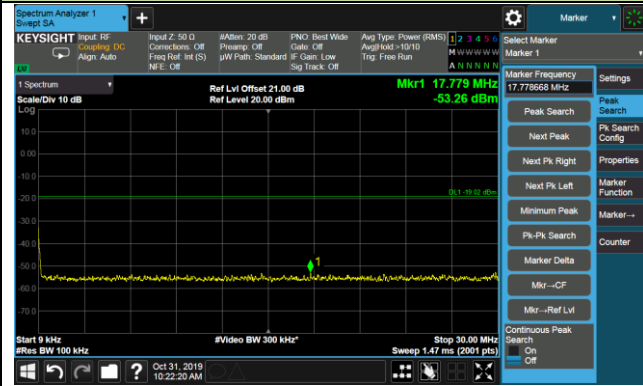 Spectrum Analyzer 1
Swept SA
Marker
KEYSIGHT
Input: RF
Coupling: DC
Align: Auto
Input Z: 50 Ω
Corrections: Off
Freq Ref: Int (S)
NFE: Off
#Atten: 20 dB
Preamp: Off
µW Path: Standard
PNO: Best Wide
Gate: Off
IF Gain: Low
Sig Track: Off
Avg Type: Power (RMS)
Avg|Hold:>10/10
Trig: Free Run
1 2 3 4 5 6
M W W W W W
A N N N N N
LXI
Select Marker
Marker 1
1 Spectrum
Scale/Div 10 dB
Log
Ref Lvl Offset 21.00 dB
Ref Level 20.00 dBm
Mkr1 17.779 MHz
-53.26 dBm
10.0
0.00
-10.0
-20.0
-30.0
-40.0
-50.0
-60.0
-70.0
DL1 -19.02 dBm
1
Start 9 kHz
#Res BW 100 kHz
#Video BW 300 kHz*
Stop 30.00 MHz
Sweep 1.47 ms (2001 pts)
Marker Frequency
17.778668 MHz
Peak Search
Next Peak
Next Pk Right
Next Pk Left
Minimum Peak
Pk-Pk Search
Marker Delta
Mkr→CF
Mkr→Ref Lvl
Continuous Peak
Search
On
Off
Settings
Peak
Search
Pk Search
Config
Properties
Marker
Function
Marker→
Counter
?
Oct 31, 2019
10:22:20 AM